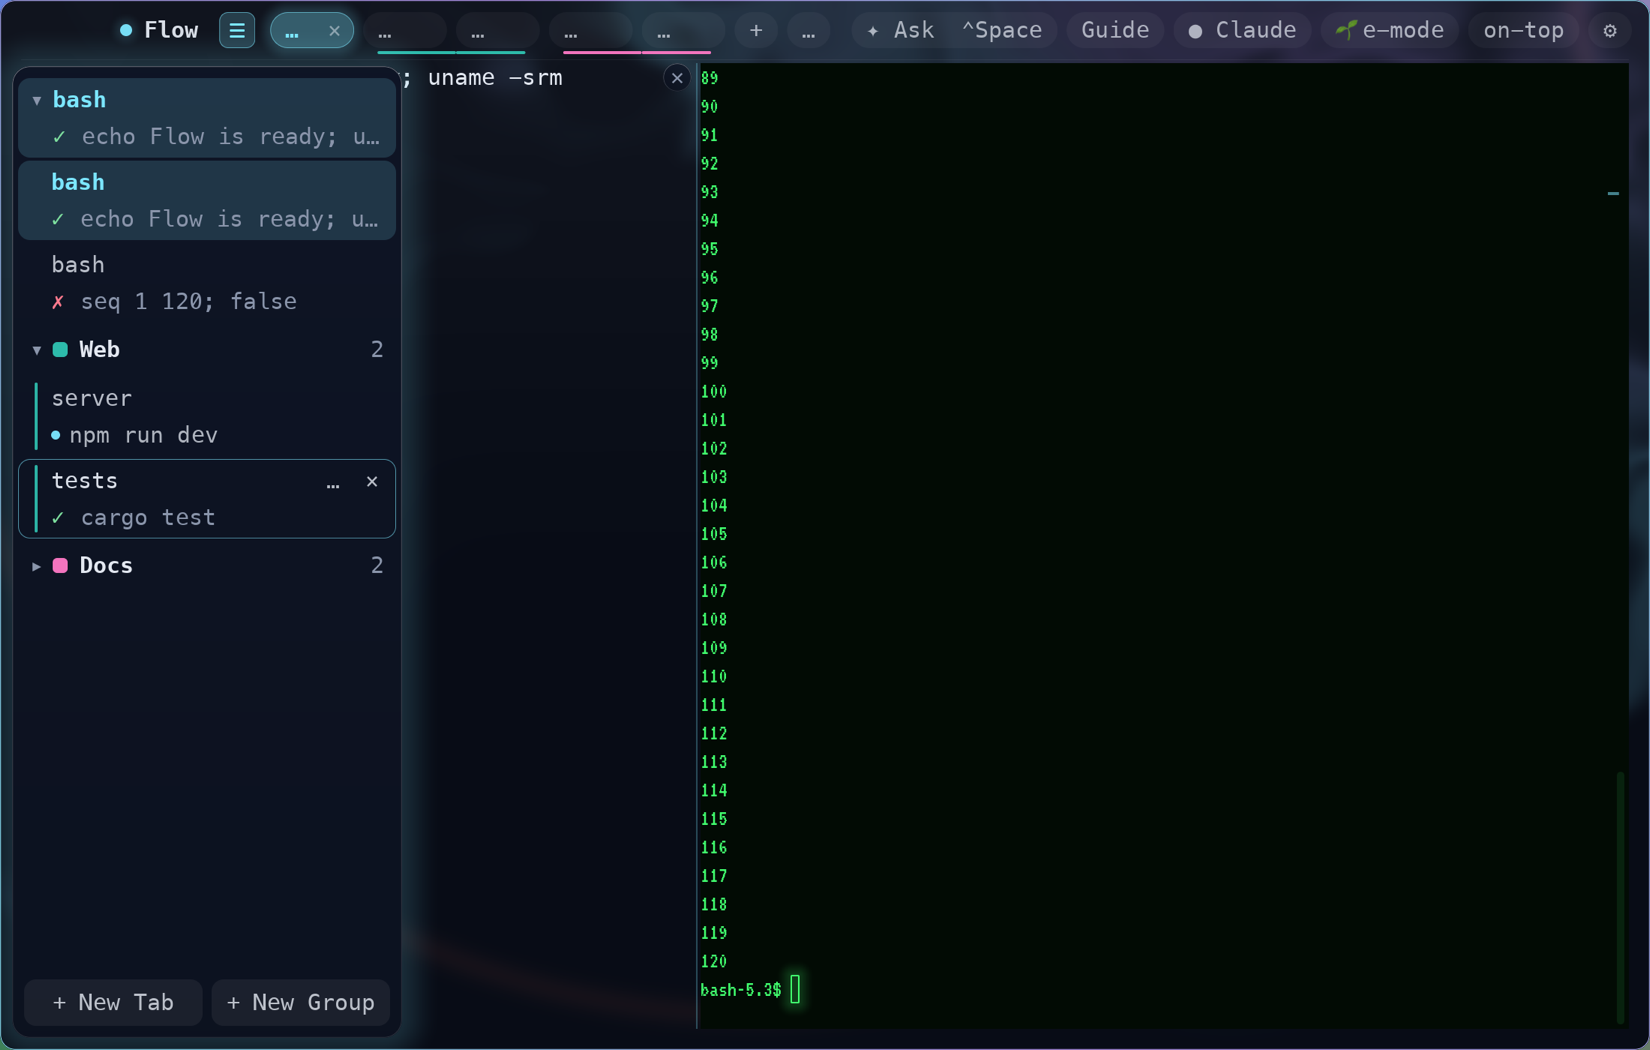 ● Flow ☰ … × … … … … + … ✦ Ask ^Space Guide ● Claude 🌱e-mode on-top ⚙
; uname -srm ×
▼ bash
✓ echo Flow is ready; u…
bash
✓ echo Flow is ready; u…
bash
✗ seq 1 120; false
▼ Web 2
server
● npm run dev
tests … ×
✓ cargo test
▶ Docs 2
+ New Tab + New Group
89
90
91
92
93
94
95
96
97
98
99
100
101
102
103
104
105
106
107
108
109
110
111
112
113
114
115
116
117
118
119
120
bash-5.3$